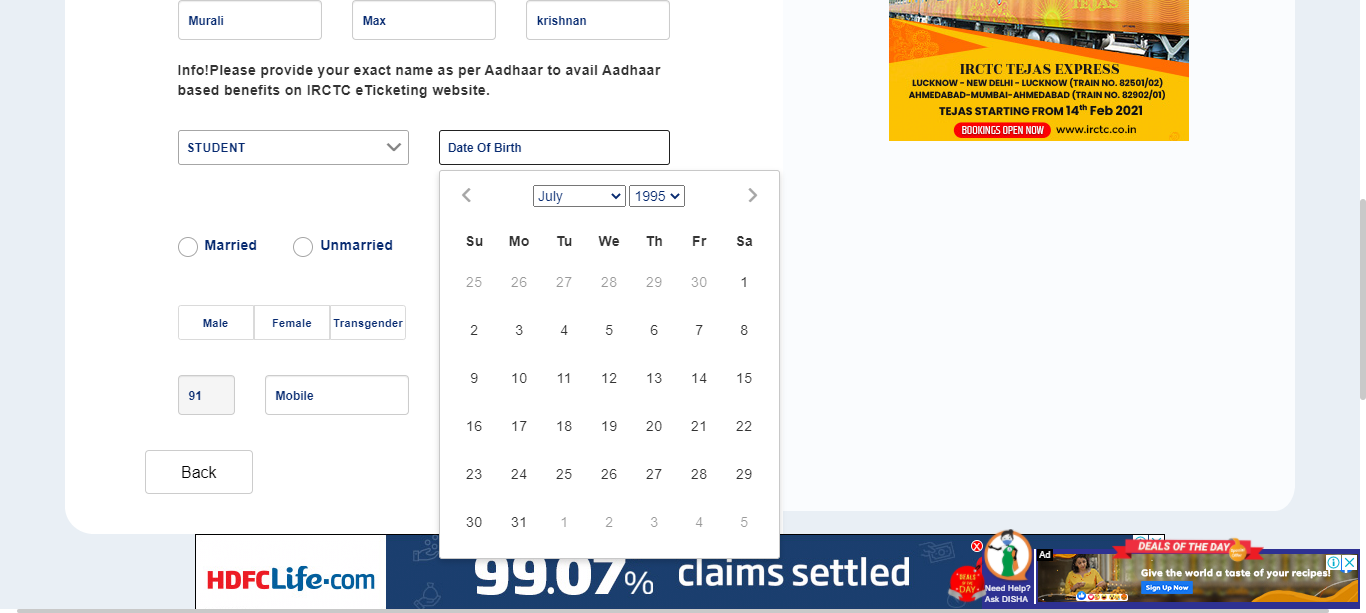 Murali Max krishnan
Info!Please provide your exact name as per Aadhaar to avail Aadhaar
based benefits on IRCTC eTicketing website.
STUDENT Date Of Birth
July 1995
Su Mo Tu We Th Fr Sa
25 26 27 28 29 30 1
2 3 4 5 6 7 8
9 10 11 12 13 14 15
16 17 18 19 20 21 22
23 24 25 26 27 28 29
30 31 1 2 3 4 5
Married Unmarried
Male Female Transgender
91 Mobile
Back
TEJAS
IRCTC TEJAS EXPRESS
LUCKNOW - NEW DELHI - LUCKNOW (TRAIN NO. 82501/02)
AHMEDABAD-MUMBAI-AHMEDABAD (TRAIN NO. 82902/01)
TEJAS STARTING FROM 14th Feb 2021
BOOKINGS OPEN NOW www.irctc.co.in
HDFCLife.com
99.07% claims settled
DEALS OF THE DAY
Need Help?
Ask DISHA
Ad
DEALS OF THE DAY
Give the world a taste of your recipes!
Sign Up Now